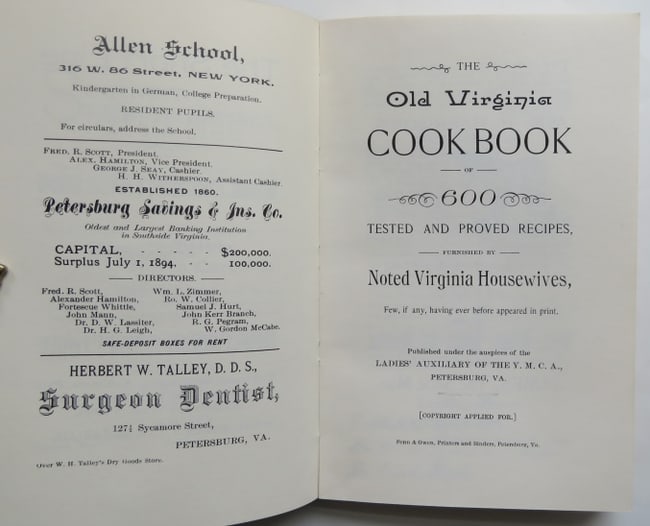 Allen School,
316 W. 86 Street, NEW YORK.
Kindergarten in German, College Preparation.
RESIDENT PUPILS.
For circulars, address the School.
FRED. R. SCOTT, President.
ALEX. HAMILTON, Vice President.
GEORGE J. SEAY, Cashier.
H. H. WITHERSPOON, Assistant Cashier.
ESTABLISHED 1860.
Petersburg Savings & Ins. Co.
Oldest and Largest Banking Institution
in Southside Virginia.
CAPITAL, - - - - $200,000.
Surplus July 1, 1894. - - 100,000.
DIRECTORS.
Fred. R. Scott, Wm. L. Zimmer,
Alexander Hamilton, Ro. W. Collier,
Fortescue Whittle, Samuel J. Hurt,
John Mann, John Kerr Branch,
Dr. D. W. Lassiter, R. G. Pegram,
Dr. H. G. Leigh, W. Gordon McCabe.
SAFE-DEPOSIT BOXES FOR RENT
HERBERT W. TALLEY, D. D. S.,
Surgeon Dentist,
127½ Sycamore Street,
PETERSBURG, VA.
Over W. H. Talley's Dry Goods Store.
THE
Old Virginia
COOK BOOK
OF
600
TESTED AND PROVED RECIPES,
FURNISHED BY
Noted Virginia Housewives,
Few, if any, having ever before appeared in print.
Published under the auspices of the
LADIES' AUXILIARY OF THE Y. M. C. A.,
PETERSBURG, VA.
[COPYRIGHT APPLIED FOR.]
Fenn & Owen, Printers and Binders, Petersburg, Va.